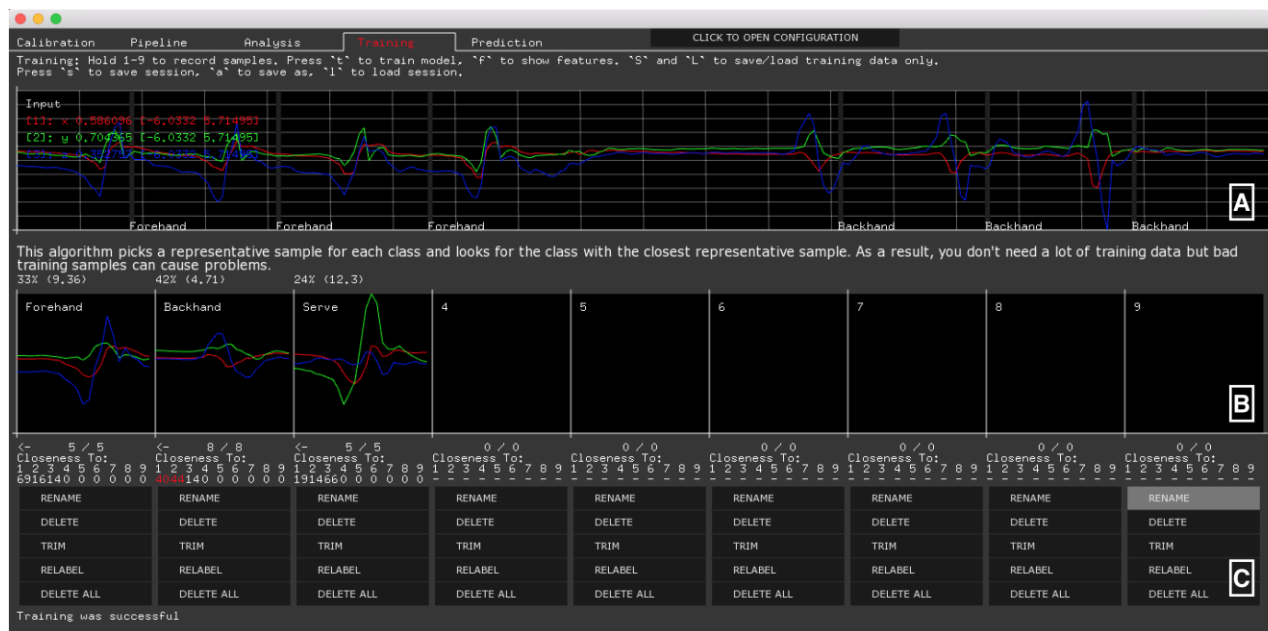 Calibration Pipeline Analysis Training Prediction CLICK TO OPEN CONFIGURATION
Training: Hold 1-9 to record samples. Press `t` to train model, `f` to show features. `S` and `L` to save/load training data only.
Press `s` to save session, `a` to save as, `l` to load session.
Input
[1]: x 0.586096 [-6.0332 5.71495]
[2]: y 0.704365 [-6.0332 5.71495]
A
Forehand Forehand Forehand Backhand Backhand Backhand
This algorithm picks a representative sample for each class and looks for the class with the closest representative sample. As a result, you don't need a lot of training data but bad
training samples can cause problems.
33% (9.36) 42% (4.71) 24% (12.3)
Forehand Backhand Serve 4 5 6 7 8 9
B
<- 5 / 5 <- 8 / 8 <- 5 / 5 0 / 0 0 / 0 0 / 0 0 / 0 0 / 0 0 / 0
Closeness To: Closeness To: Closeness To: Closeness To: Closeness To: Closeness To: Closeness To: Closeness To: Closeness To:
1 2 3 4 5 6 7 8 9 1 2 3 4 5 6 7 8 9 1 2 3 4 5 6 7 8 9 1 2 3 4 5 6 7 8 9 1 2 3 4 5 6 7 8 9 1 2 3 4 5 6 7 8 9 1 2 3 4 5 6 7 8 9 1 2 3 4 5 6 7 8 9 1 2 3 4 5 6 7 8 9
6916140 0 0 0 0 0 4044140 0 0 0 0 0 1914660 0 0 0 0 0 - - - - - - - - - - - - - - - - - - - - - - - - - - - - - - - - - - - - - - - - - - - - - - - - - - - - - -
RENAME RENAME RENAME RENAME RENAME RENAME RENAME RENAME RENAME
DELETE DELETE DELETE DELETE DELETE DELETE DELETE DELETE DELETE
TRIM TRIM TRIM TRIM TRIM TRIM TRIM TRIM TRIM
RELABEL RELABEL RELABEL RELABEL RELABEL RELABEL RELABEL RELABEL RELABEL
C
DELETE ALL DELETE ALL DELETE ALL DELETE ALL DELETE ALL DELETE ALL DELETE ALL DELETE ALL DELETE ALL
Training was successful